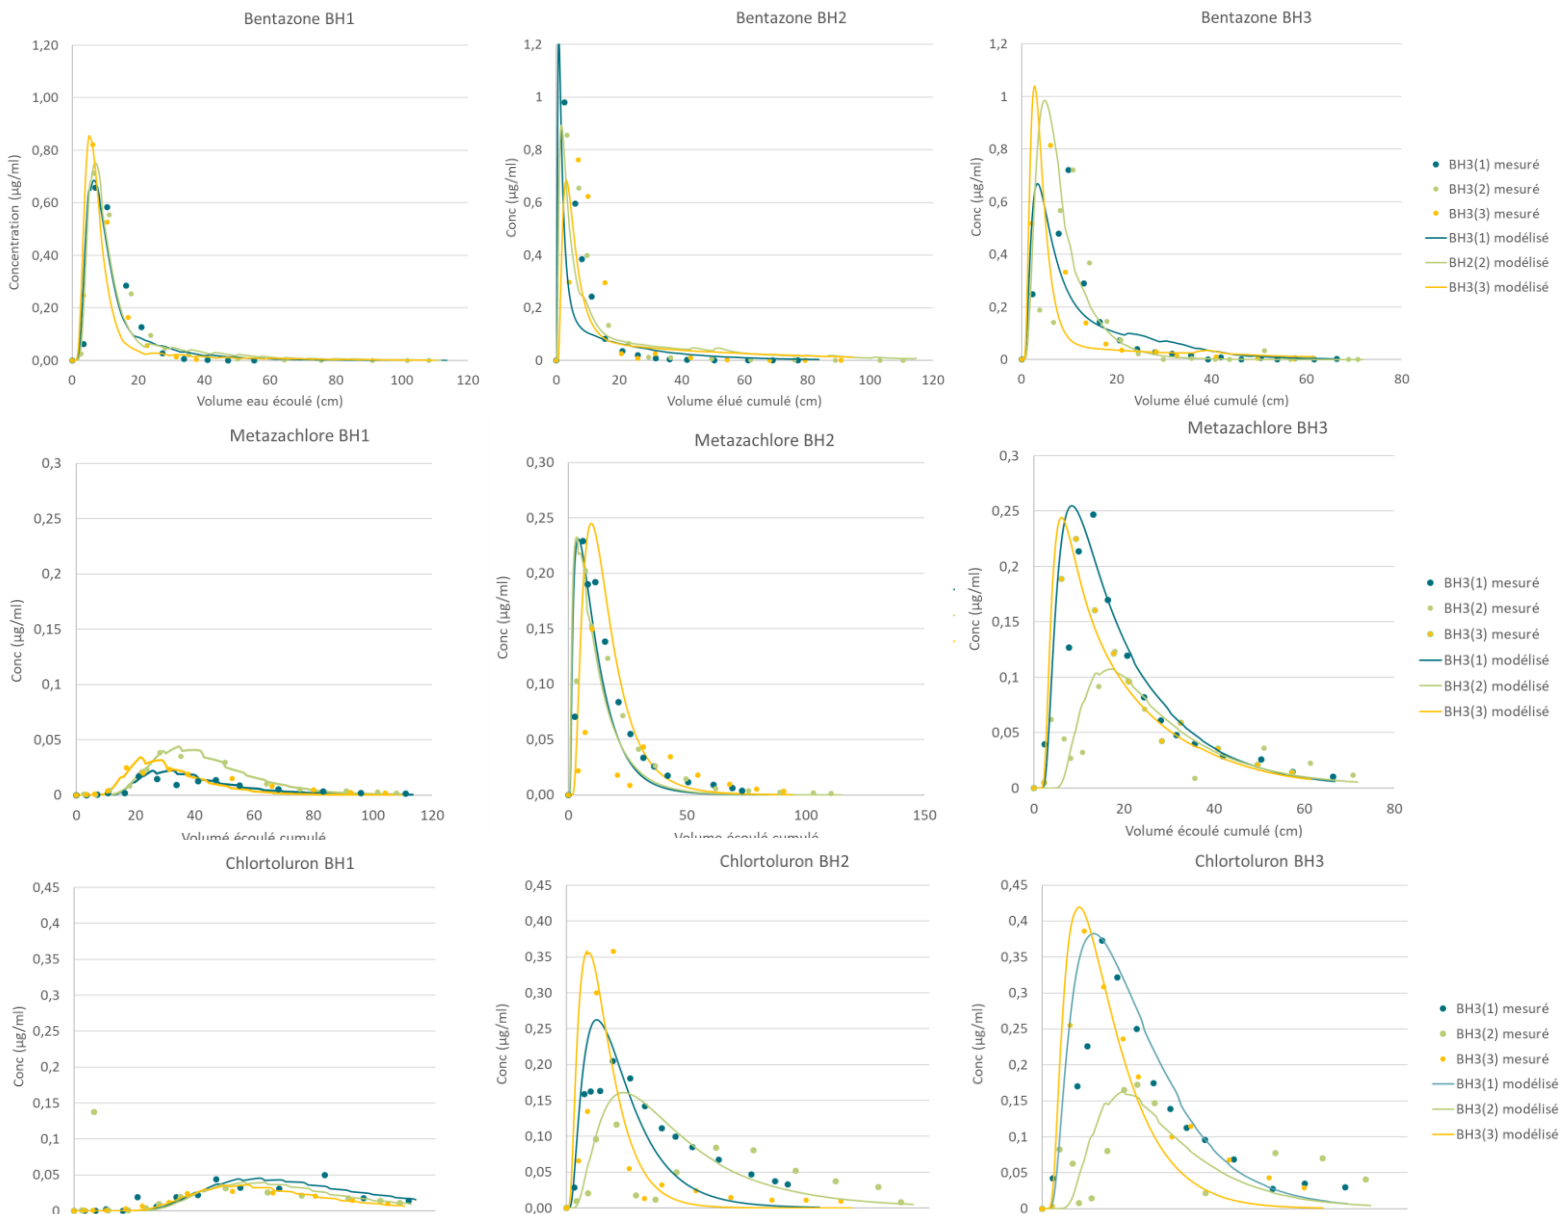 Bentazone BH1
1,20
1,00
0,80
0,60
0,40
0,20
0,00
0 20 40 60 80 100 120
Concentration (µg/ml)
Volume eau écoulé (cm)
Bentazone BH2
1,2
1
0,8
0,6
0,4
0,2
0
0 20 40 60 80 100 120
Conc (µg/ml)
Volume élué cumulé (cm)
Bentazone BH3
1,2
1
0,8
0,6
0,4
0,2
0
0 20 40 60 80
Conc (µg/ml)
Volume élué cumulé (cm)
BH3(1) mesuré
BH3(2) mesuré
BH3(3) mesuré
BH3(1) modélisé
BH2(2) modélisé
BH3(3) modélisé
Metazachlore BH1
0,3
0,25
0,2
0,15
0,1
0,05
0
0 20 40 60 80 100 120
Conc (µg/ml)
Volumé écoulé cumulé
Metazachlore BH2
0,30
0,25
0,20
0,15
0,10
0,05
0,00
0 50 100 150
Conc (µg/ml)
Volumé écoulé cumulé
Metazachlore BH3
0,3
0,25
0,2
0,15
0,1
0,05
0
0 20 40 60 80
Conc (µg/ml)
Volumé écoulé cumulé (cm)
BH3(1) mesuré
BH3(2) mesuré
BH3(3) mesuré
BH3(1) modélisé
BH3(2) modélisé
BH3(3) modélisé
Chlortoluron BH1
0,45
0,4
0,35
0,3
0,25
0,2
0,15
0,1
0,05
0
Conc (µg/ml)
Chlortoluron BH2
0,45
0,40
0,35
0,30
0,25
0,20
0,15
0,10
0,05
0,00
Conc (µg/ml)
Chlortoluron BH3
0,45
0,4
0,35
0,3
0,25
0,2
0,15
0,1
0,05
0
Conc (µg/ml)
BH3(1) mesuré
BH3(2) mesuré
BH3(3) mesuré
BH3(1) modélisé
BH3(2) modélisé
BH3(3) modélisé